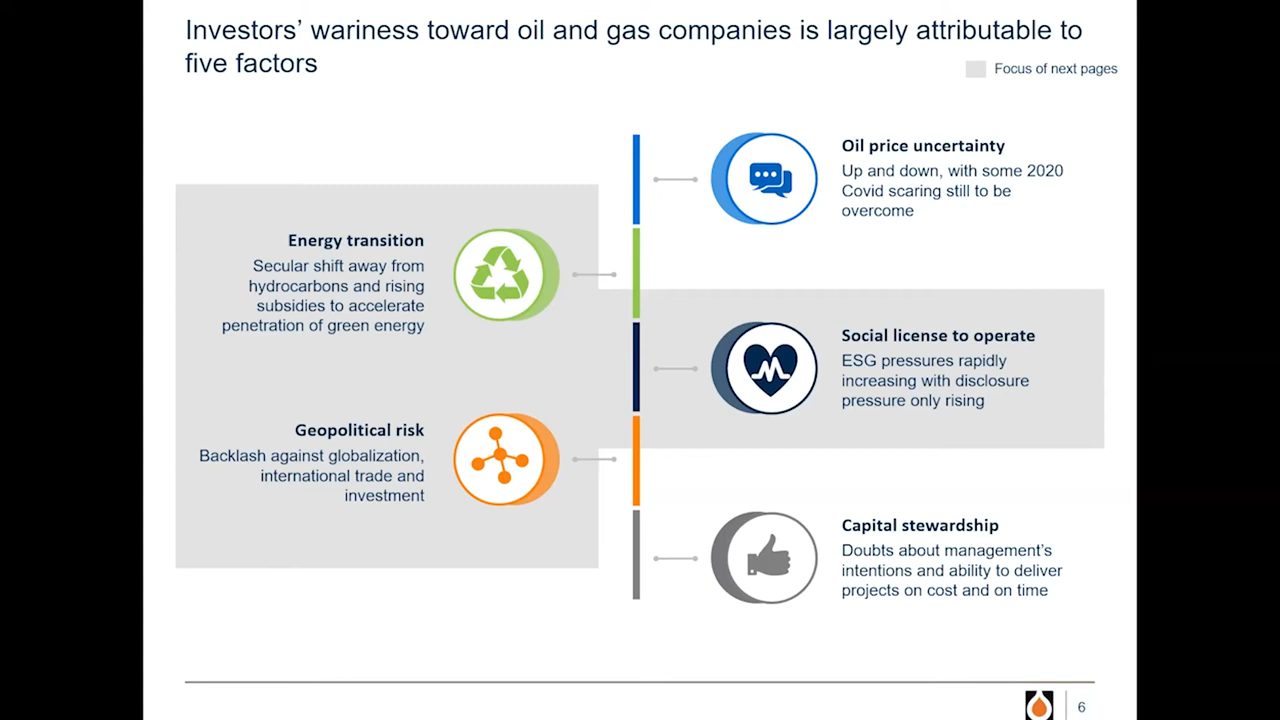 Investors’ wariness toward oil and gas companies is largely attributable to
five factors
Focus of next pages
Oil price uncertainty
Up and down, with some 2020
Covid scaring still to be
overcome
Energy transition
Secular shift away from
hydrocarbons and rising
subsidies to accelerate
penetration of green energy
Social license to operate
ESG pressures rapidly
increasing with disclosure
pressure only rising
Geopolitical risk
Backlash against globalization,
international trade and
investment
Capital stewardship
Doubts about management’s
intentions and ability to deliver
projects on cost and on time
6